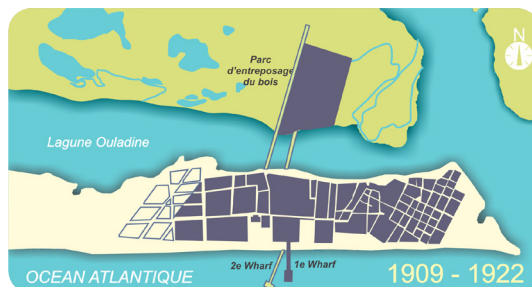 N
Parc
d'entreposage
du bois
Lagune Ouladine
2e Wharf
1e Wharf
OCEAN ATLANTIQUE
1909 - 1922